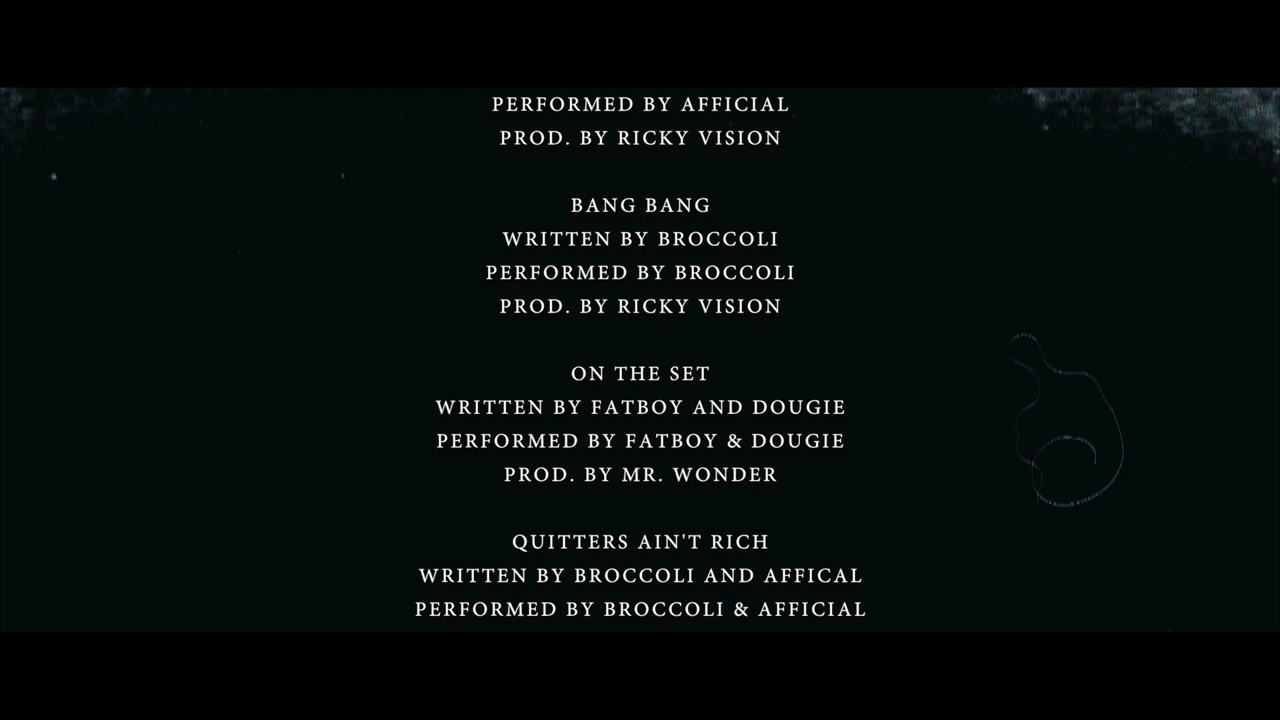 PERFORMED BY AFFICIAL
PROD. BY RICKY VISION
BANG BANG
WRITTEN BY BROCCOLI
PERFORMED BY BROCCOLI
PROD. BY RICKY VISION
ON THE SET
WRITTEN BY FATBOY AND DOUGIE
PERFORMED BY FATBOY & DOUGIE
PROD. BY MR. WONDER
QUITTERS AIN'T RICH
WRITTEN BY BROCCOLI AND AFFICAL
PERFORMED BY BROCCOLI & AFFICIAL